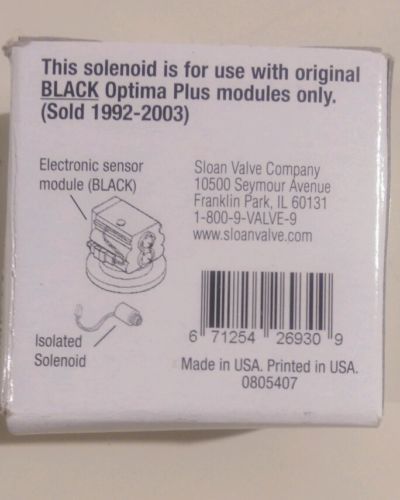 This solenoid is for use with original
BLACK Optima Plus modules only.
(Sold 1992-2003)
Electronic sensor
module (BLACK)
Sloan Valve Company
10500 Seymour Avenue
Franklin Park, IL 60131
1-800-9-VALVE-9
www.sloanvalve.com
Isolated
Solenoid
6 71254 26930 9
Made in USA. Printed in USA.
0805407